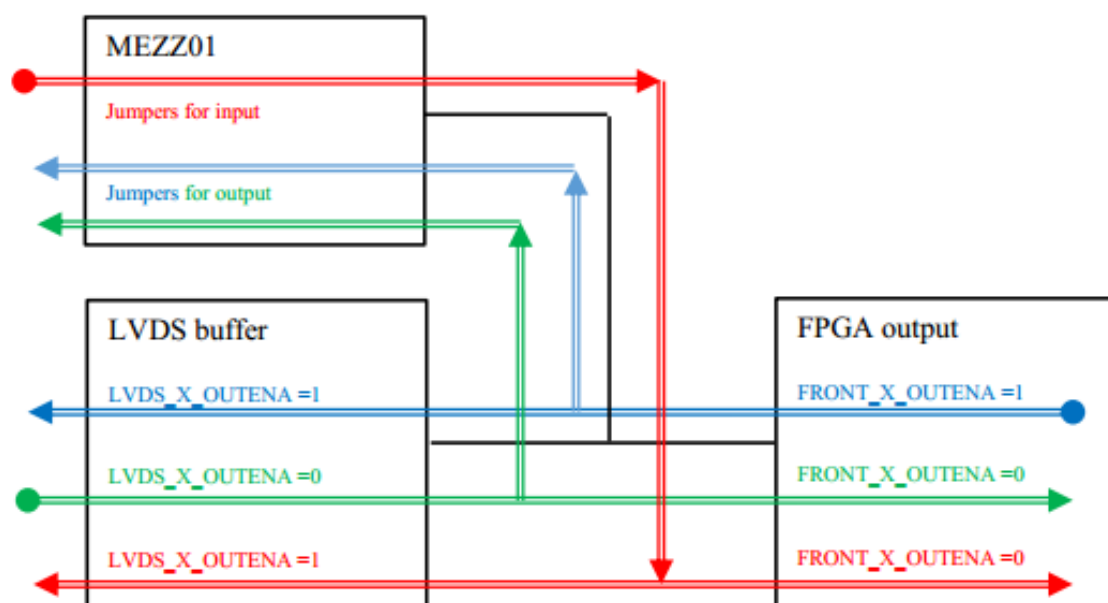 MEZZ01
Jumpers for input
Jumpers for output
LVDS buffer
FPGA output
LVDS_X_OUTENA =1
FRONT_X_OUTENA=1
LVDS_X_OUTENA =0
FRONT_X_OUTENA=0
LVDS_X_OUTENA =1
FRONT_X_OUTENA=0